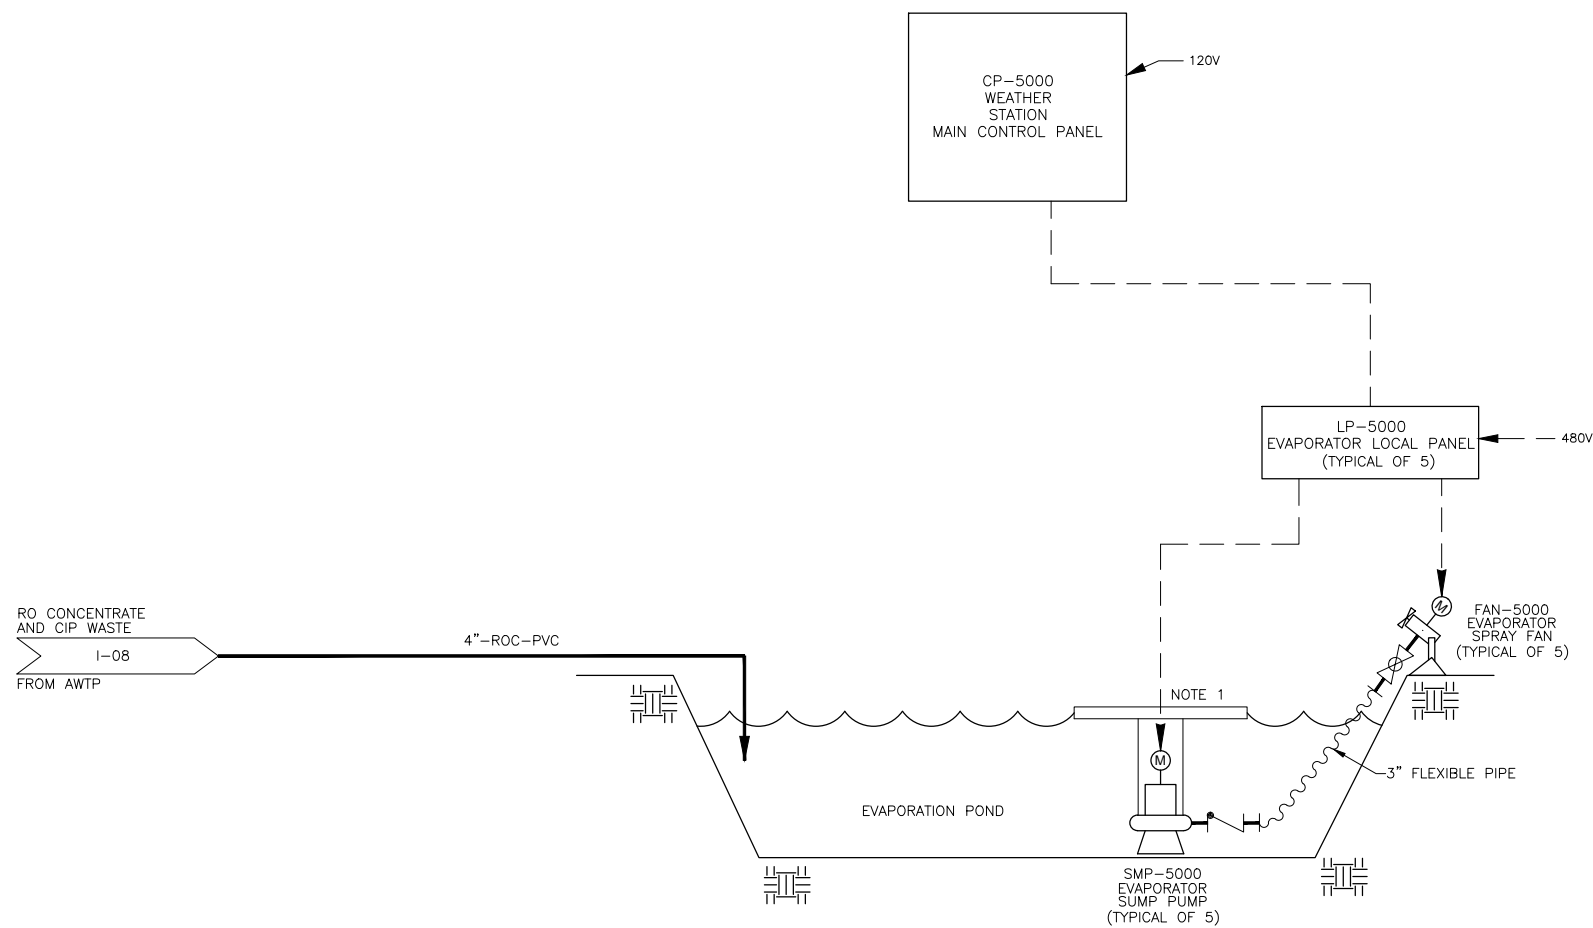 CP-5000
WEATHER
STATION
MAIN CONTROL PANEL
120V
LP-5000
EVAPORATOR LOCAL PANEL
(TYPICAL OF 5)
480V
RO CONCENTRATE
AND CIP WASTE
I-08
FROM AWTP
4"-ROC-PVC
M
FAN-5000
EVAPORATOR
SPRAY FAN
(TYPICAL OF 5)
NOTE 1
M
3" FLEXIBLE PIPE
EVAPORATION POND
SMP-5000
EVAPORATOR
SUMP PUMP
(TYPICAL OF 5)